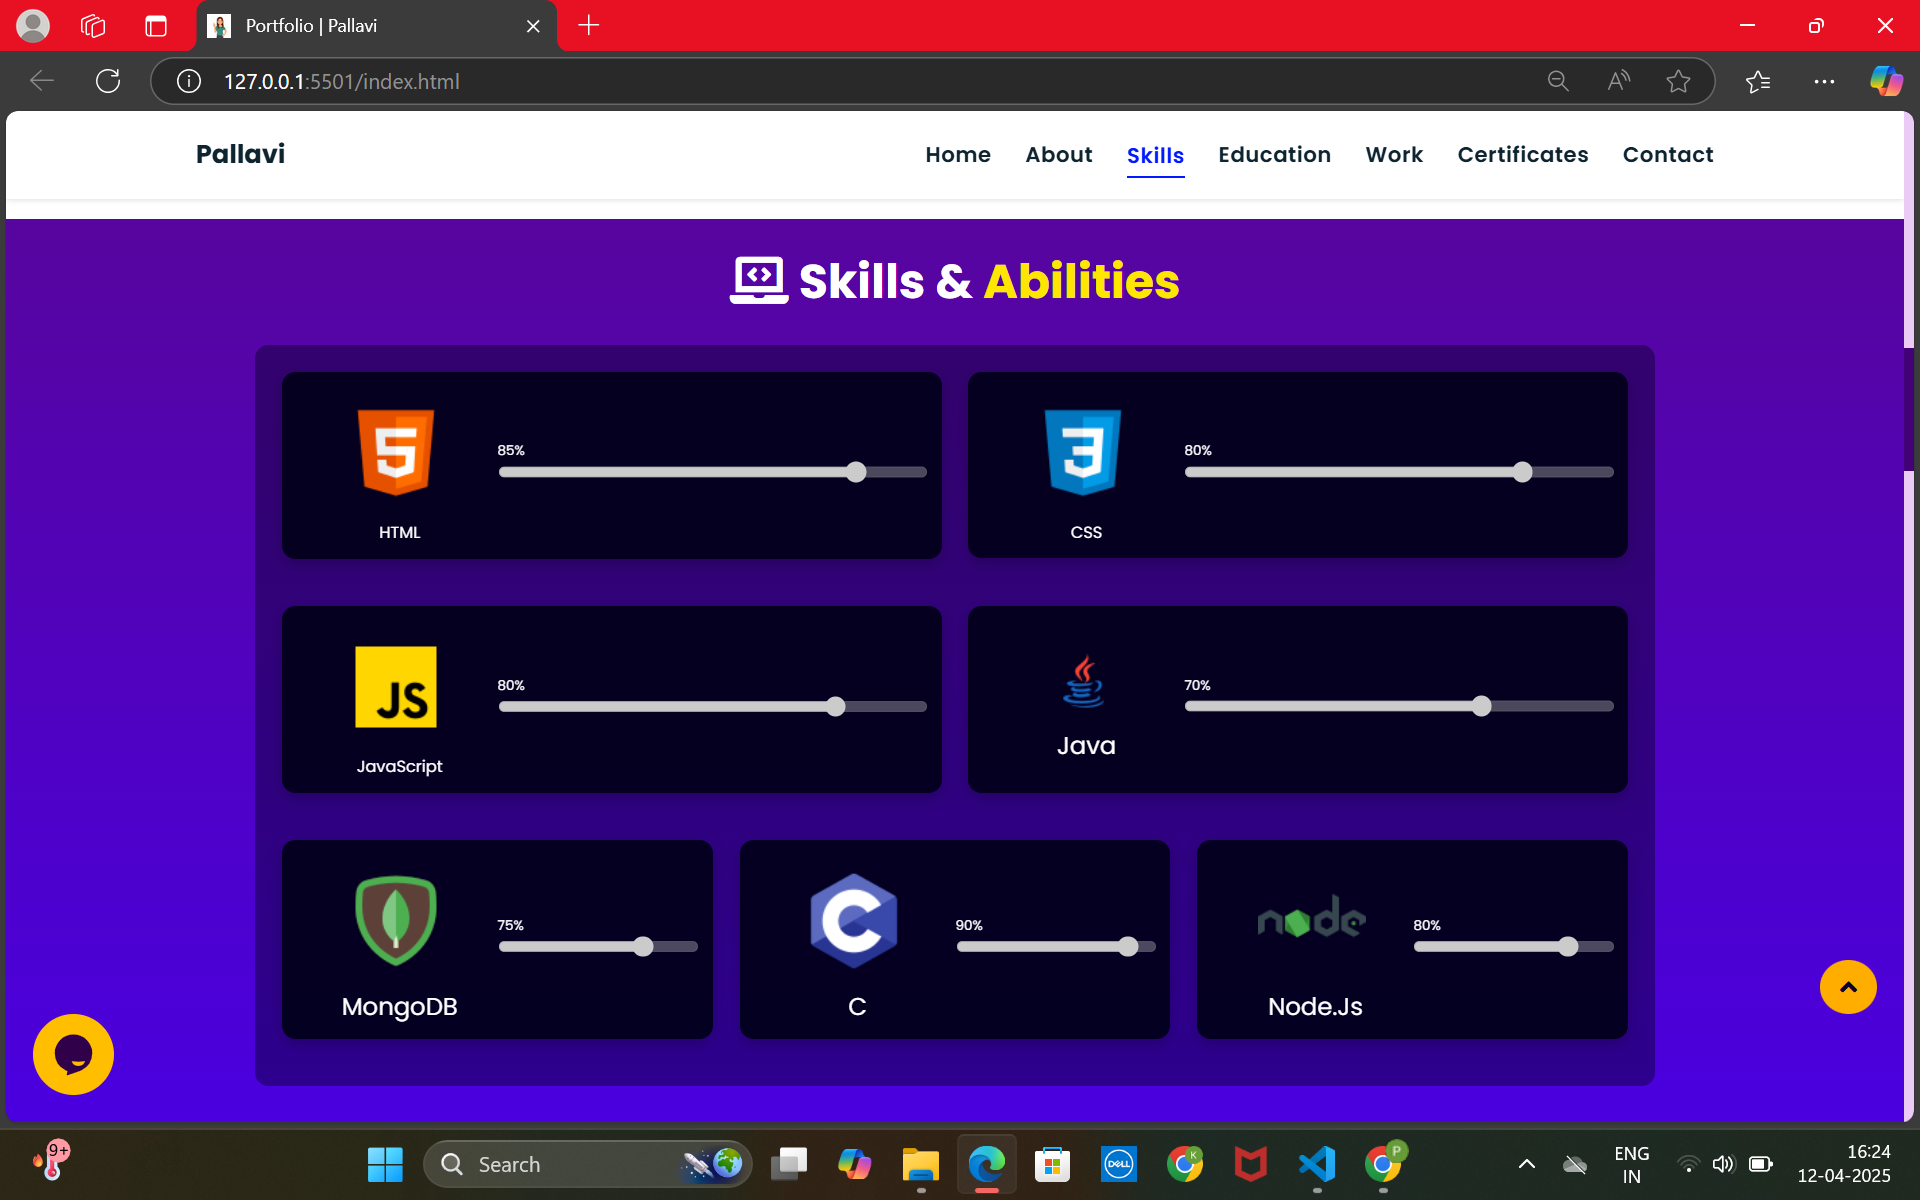 Portfolio | Pallavi
127.0.0.1:5501/index.html
Pallavi
Home About Skills Education Work Certificates Contact
Skills & Abilities
85%
HTML
80%
CSS
JS
80%
JavaScript
70%
Java
75%
MongoDB
C
90%
C
node
80%
Node.Js
9+
Search
DELL
K
P
ENG
IN
16:24
12-04-2025